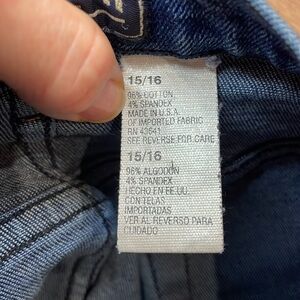 15/16
96% COTTON
4% SPANDEX
MADE IN U.S.A.
OF IMPORTED FABRIC
RN 43641
SEE REVERSE FOR CARE
15/16
96% ALGODON
4% SPANDEX
HECHO EN EE.UU.
CON TELAS
IMPORTADAS
VER AL REVERSO PARA
CUIDADO